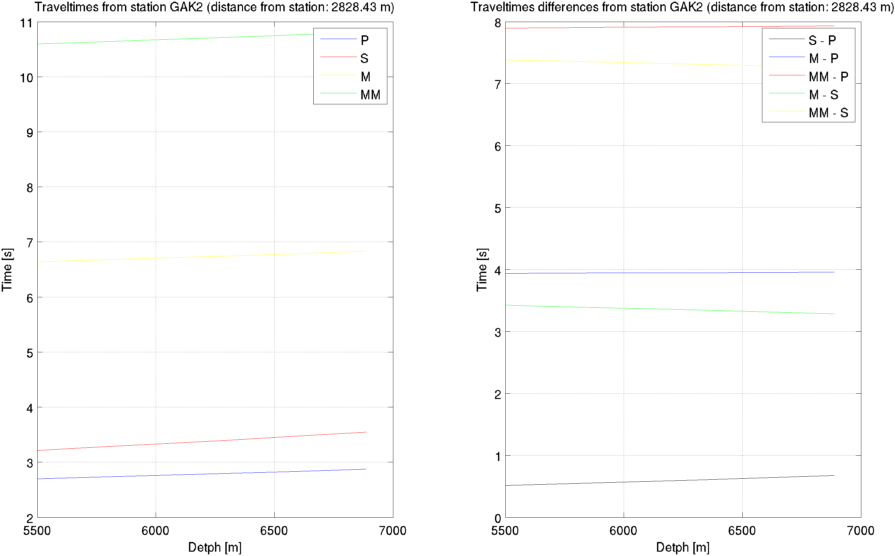 Traveltimes from station GAK2 (distance from station: 2828.43 m)
11
10
9
8
7
6
5
4
3
2
5500
6000
6500
7000
Time [s]
Detph [m]
P
S
M
MM
Traveltimes differences from station GAK2 (distance from station: 2828.43 m)
8
7
6
5
4
3
2
1
0
5500
6000
6500
7000
Time [s]
Detph [m]
S - P
M - P
MM - P
M - S
MM - S